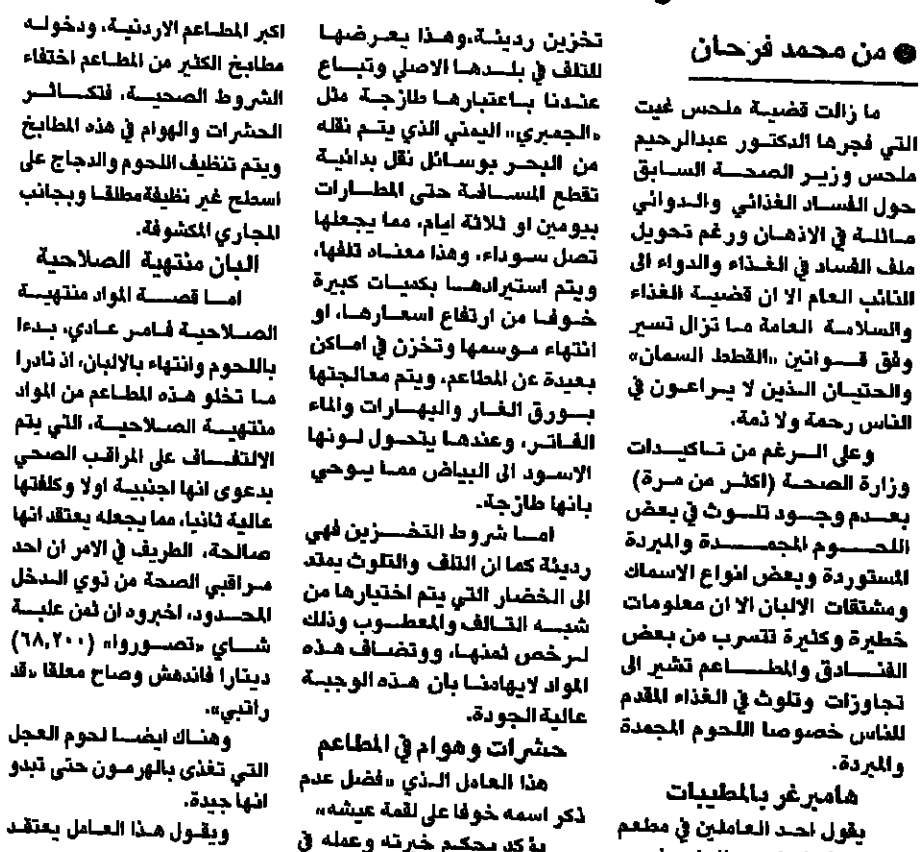 من محمد فرحان
ما زالت قضية ملحس غيت
التي فجرها الدكتور عبدالرحيم
ملحس وزير الصحة السابق
حول الفساد الغذائي والدوائي
ماثلة في الاذهان ورغم تحويل
ملف الفساد في الغذاء والدواء الى
النائب العام الا ان قضية الغذاء
والسلامة العامة ما تزال تسير
وفق قوانين «القطط السمان»
والحتيان الذين لا يراعون في
الناس رحمة ولا ذمة.
وعلى الرغم من تاكيدات
وزارة الصحة (اكثر من مرة)
بعدم وجود تلوث في بعض
اللحوم المجمدة والمبردة
المستوردة وبعض انواع الاسماك
ومشتقات الالبان الا ان معلومات
خطيرة وكثيرة تتسرب من بعض
الفنادق والمطاعم تشير الى
تجاوزات وتلوث في الغذاء المقدم
للناس خصوصا اللحوم المجمدة
والمبردة.
هامبرغر بالمطيبات
يقول احد العاملين في مطعم
تخزين رديئة،وهذا يعرضها
للتلف في بلدها الاصلي وتباع
عندنا باعتبارها طازجة مثل
«الجمبري» اليمني الذي يتم نقله
من البحر بوسائل نقل بدائية
تقطع المسافة حتى المطارات
بيومين او ثلاثة ايام، مما يجعلها
تصل سوداء، وهذا معناه تلفها،
ويتم استيرادها بكميات كبيرة
خوفا من ارتفاع اسعارها، او
انتهاء موسمها وتخزن في اماكن
بعيدة عن المطاعم، ويتم معالجتها
بورق الغار والبهارات والماء
الفاتر، وعندها يتحول لونها
الاسود الى البياض مما يوحي
بانها طازجة.
اما شروط التخزين فهي
رديئة كما ان التلف والتلوث يمتد
الى الخضار التي يتم اختيارها من
شبه التالف والمعطوب وذلك
لرخص ثمنها، ووتضاف هذه
المواد لايهامنا بان هذه الوجبة
عالية الجودة.
حشرات وهوام في المطاعم
هذا العامل الذي «فضل عدم
ذكر اسمه خوفا على لقمة عيشه»
يؤكد بحكم خبرته وعمله في
اكبر المطاعم الاردنية، ودخوله
مطابخ الكثير من المطاعم اختفاء
الشروط الصحية، فتكاثر
الحشرات والهوام في هذه المطابخ
ويتم تنظيف اللحوم والدجاج على
اسطح غير نظيفةمطلقا وبجانب
المجاري المكشوفة.
البان منتهية الصلاحية
اما قصة المواد منتهية
الصلاحية فامر عادي، بدءا
باللحوم وانتهاء بالالبان، اذ نادرا
ما تخلو هذه المطاعم من المواد
منتهية الصلاحية، التي يتم
الالتفاف على المراقب الصحي
بدعوى انها اجنبية اولا وكلفتها
عالية ثانيا، مما يجعله يعتقد انها
صالحة، الطريف في الامر ان احد
مراقبي الصحة من ذوي الدخل
المحدود، اخبروه ان ثمن علبة
شاي «تصوروا» (٦٨,٢٠٠)
دينارا فاندهش وصاح معلقا «قد
راتبي».
وهناك ايضا لحوم العجل
التي تغذى بالهرمون حتى تبدو
انها جيدة.
ويقول هذا العامل يعتقد